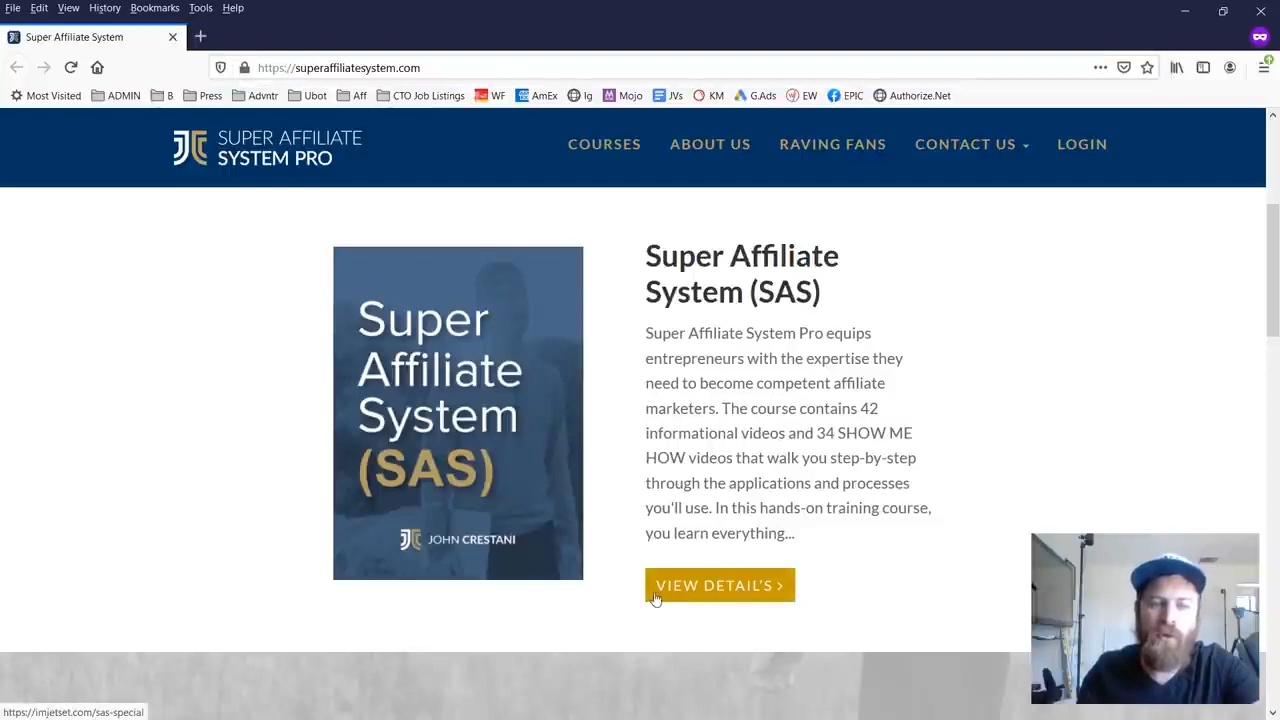 File Edit View History Bookmarks Tools Help
Super Affiliate System
https://superaffiliatesystem.com
Most Visited ADMIN B Press Advntr Ubot Aff CTO Job Listings WF AmEx Ig Mojo JVs KM G.Ads EW EPIC Authorize.Net
SUPER AFFILIATE
SYSTEM PRO
COURSES ABOUT US RAVING FANS CONTACT US LOGIN
Super
Affiliate
System
(SAS)
JOHN CRESTANI
Super Affiliate
System (SAS)
Super Affiliate System Pro equips
entrepreneurs with the expertise they
need to become competent affiliate
marketers. The course contains 42
informational videos and 34 SHOW ME
HOW videos that walk you step-by-step
through the applications and processes
you'll use. In this hands-on training course,
you learn everything...
VIEW DETAIL'S >
https://imjetset.com/sas-special